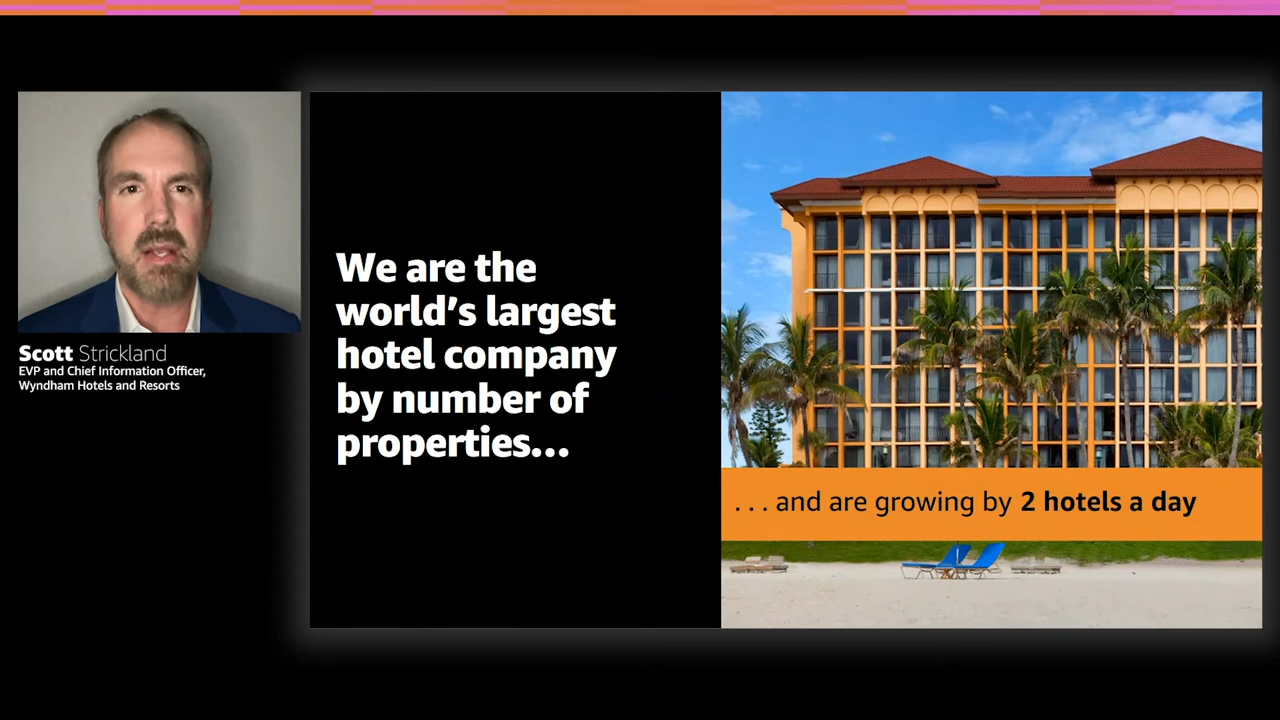 Scott Strickland
EVP and Chief Information Officer,
Wyndham Hotels and Resorts
We are the
world’s largest
hotel company
by number of
properties...
. . . and are growing by 2 hotels a day